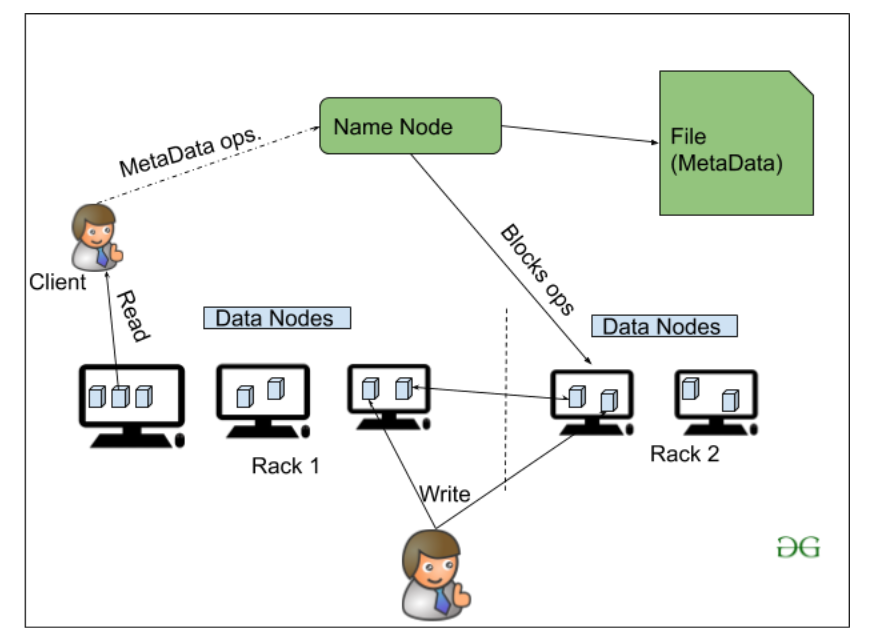 Name Node
File
(MetaData)
MetaData ops.
Client
Blocks ops
Read
Data Nodes
Data Nodes
Rack 1
Rack 2
Write